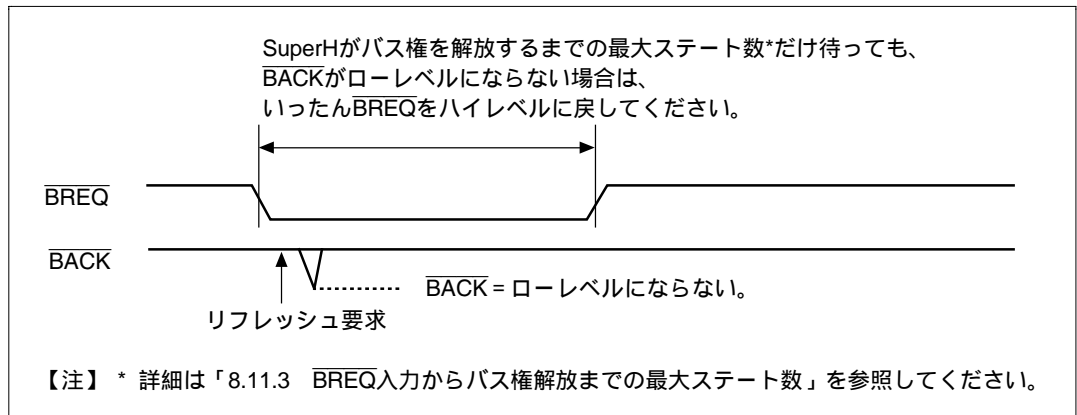 SuperHがバス権を解放するまでの最大ステート数*だけ待っても、
BACKがローレベルにならない場合は、
いったんBREQをハイレベルに戻してください。
BREQ
BACK
BACK = ローレベルにならない。
リフレッシュ要求
【注】 * 詳細は「8.11.3 BREQ入力からバス権解放までの最大ステート数」を参照してください。